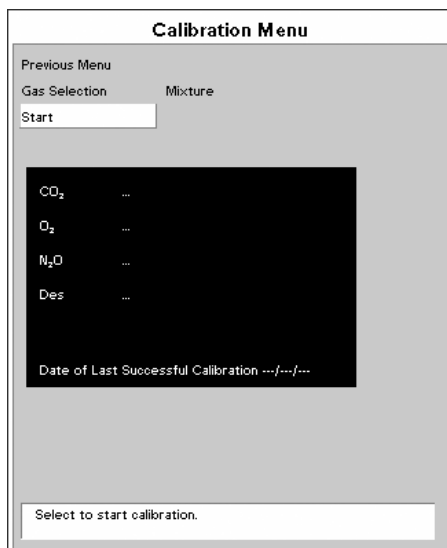 Calibration Menu
Previous Menu
Gas Selection Mixture
Start
CO₂ ...
O₂ ...
N₂O ...
Des ...
Date of Last Successful Calibration ---/---/---
Select to start calibration.